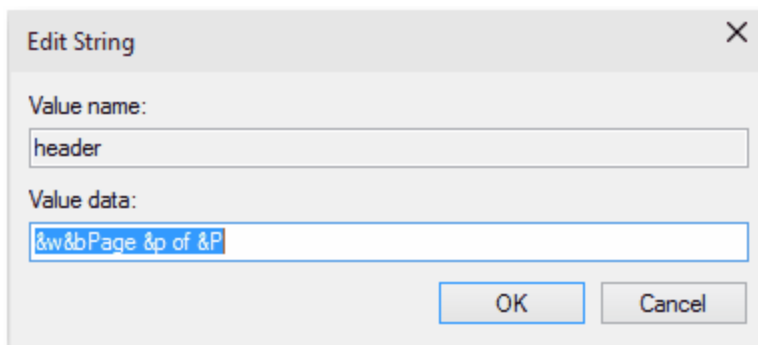 Edit String
Value name:
header
Value data:
&w&bPage &p of &P
OK Cancel